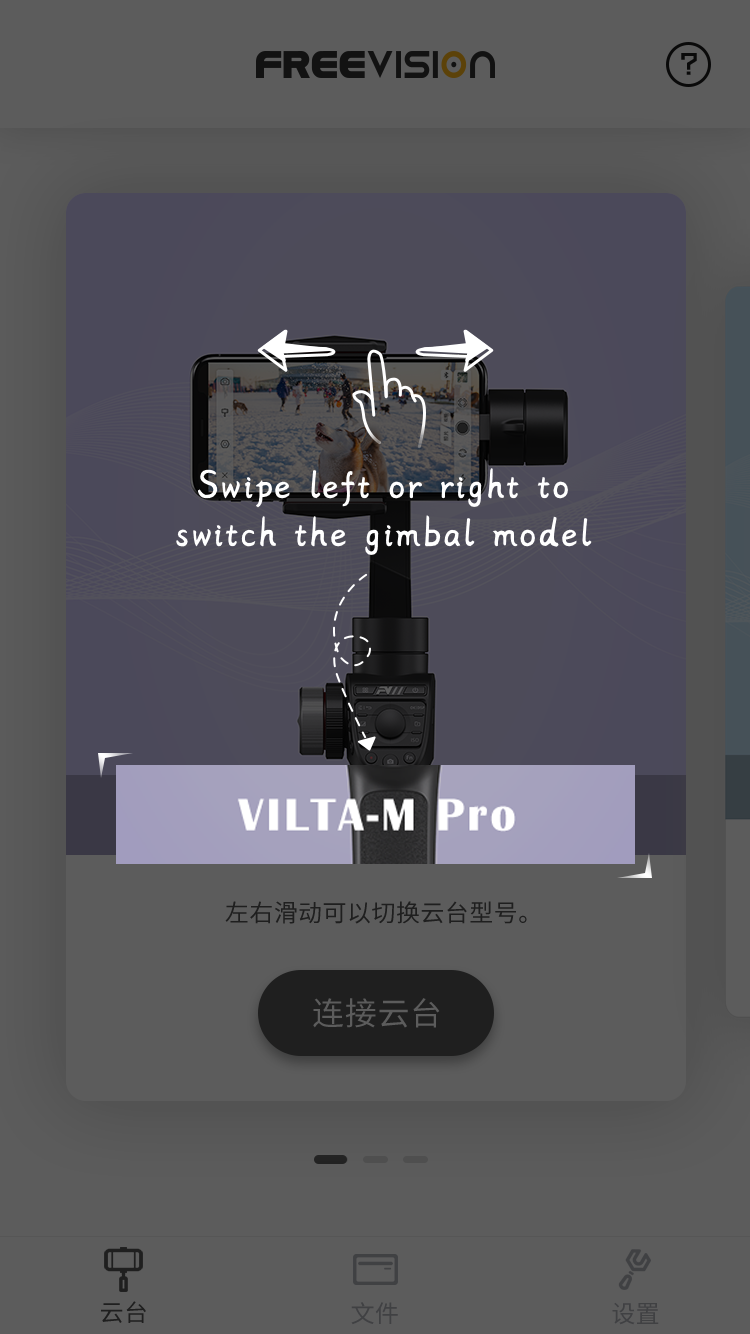 FREEVISION
?
Swipe left or right to
switch the gimbal model
VILTA-M Pro
左右滑动可以切换云台型号。
连接云台
云台
文件
设置